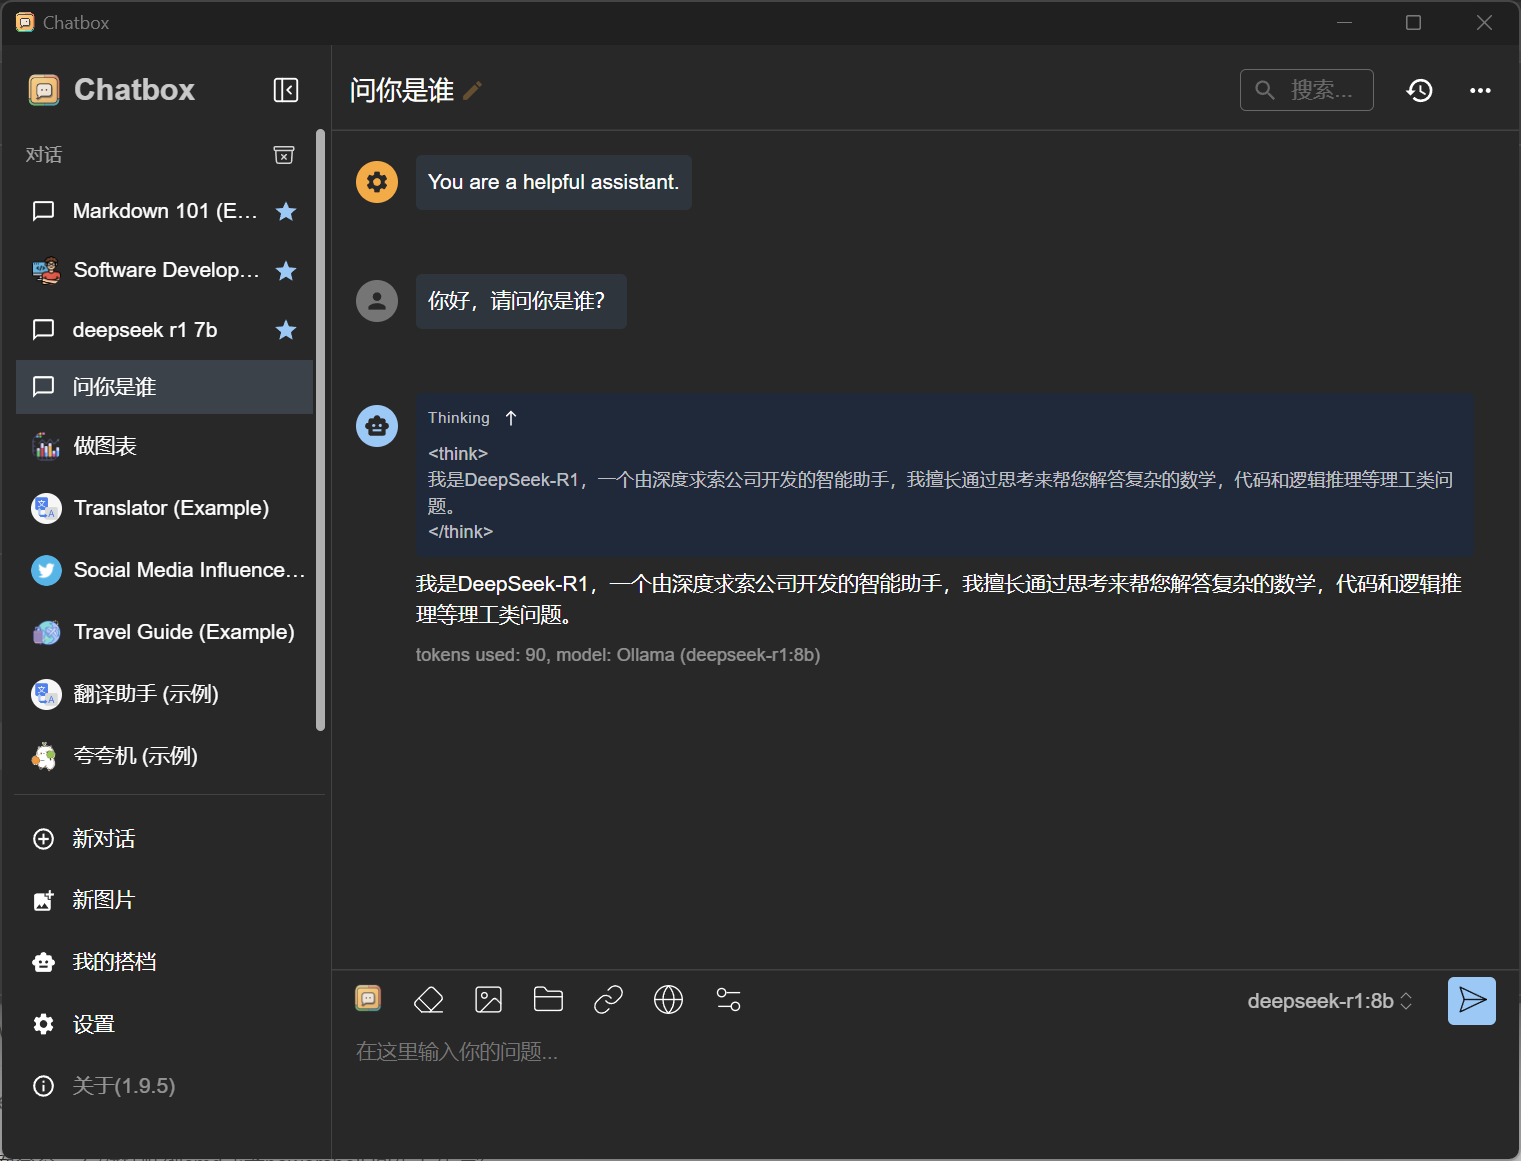 Chatbox
Chatbox
对话
Markdown 101 (E...
Software Develop...
deepseek r1 7b
问你是谁
做图表
Translator (Example)
Social Media Influence...
Travel Guide (Example)
翻译助手 (示例)
夸夸机 (示例)
新对话
新图片
我的搭档
设置
关于(1.9.5)
问你是谁
搜索...
You are a helpful assistant.
你好，请问你是谁？
Thinking
<think>
我是DeepSeek-R1，一个由深度求索公司开发的智能助手，我擅长通过思考来帮您解答复杂的数学，代码和逻辑推理等理工类问
题。
</think>
我是DeepSeek-R1，一个由深度求索公司开发的智能助手，我擅长通过思考来帮您解答复杂的数学，代码和逻辑推
理等理工类问题。
tokens used: 90, model: Ollama (deepseek-r1:8b)
deepseek-r1:8b
在这里输入你的问题...